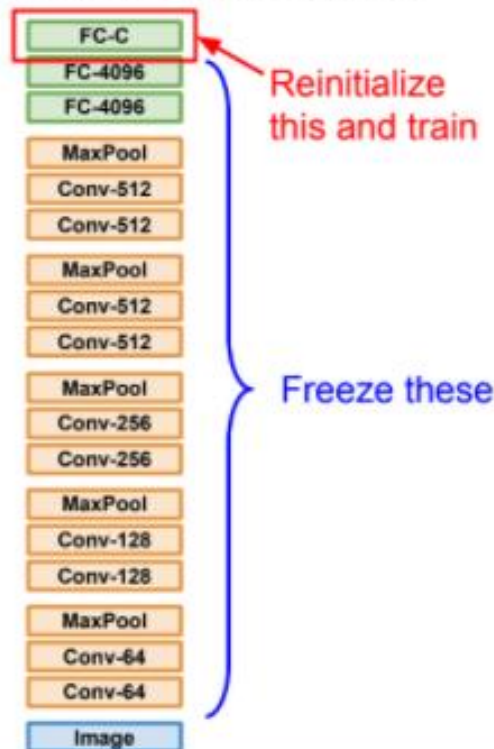 FC-C
FC-4096
FC-4096
Reinitialize
this and train
MaxPool
Conv-512
Conv-512
MaxPool
Conv-512
Conv-512
MaxPool
Conv-256
Conv-256
Freeze these
MaxPool
Conv-128
Conv-128
MaxPool
Conv-64
Conv-64
Image